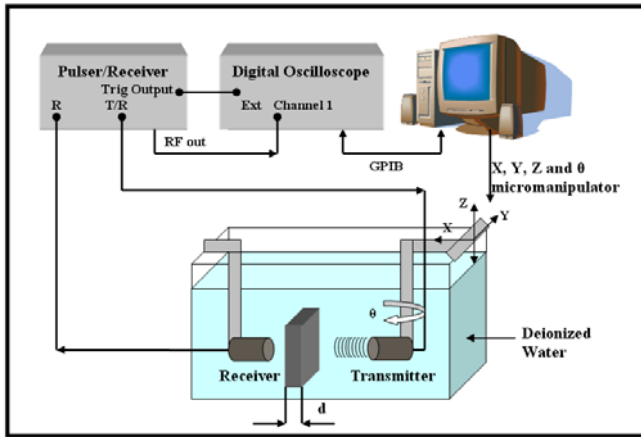 Pulser/Receiver
Trig Output
R
T/R
Digital Oscilloscope
Ext
Channel 1
RF out
GPIB
X, Y, Z and θ
micromanipulator
Z
Y
X
θ
Receiver
Transmitter
Deionized
Water
d